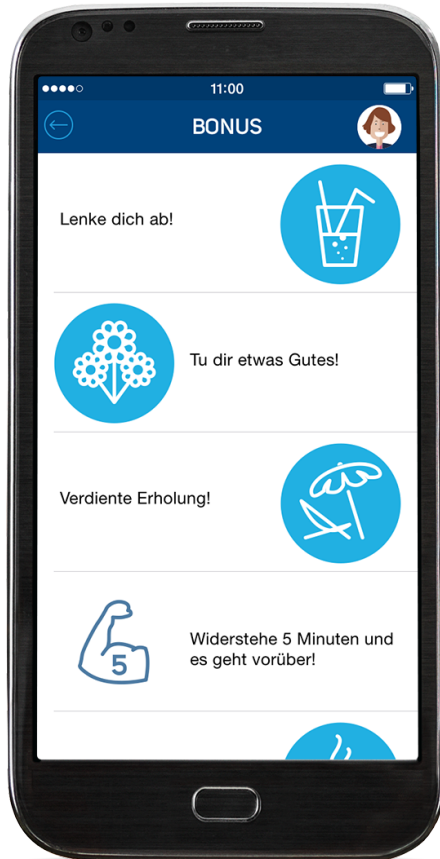 11:00
BONUS
Lenke dich ab!
Tu dir etwas Gutes!
Verdiente Erholung!
5
Widerstehe 5 Minuten und
es geht vorüber!